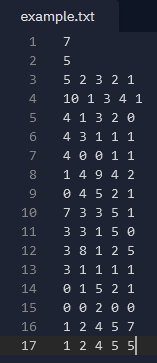 example.txt
1 7
2 5
3 5 2 3 2 1
4 10 1 3 4 1
5 4 1 3 2 0
6 4 3 1 1 1
7 4 0 0 1 1
8 1 4 9 4 2
9 0 4 5 2 1
10 7 3 3 5 1
11 3 3 1 5 0
12 3 8 1 2 5
13 3 1 1 1 1
14 0 1 5 2 1
15 0 0 2 0 0
16 1 2 4 5 7
17 1 2 4 5 5